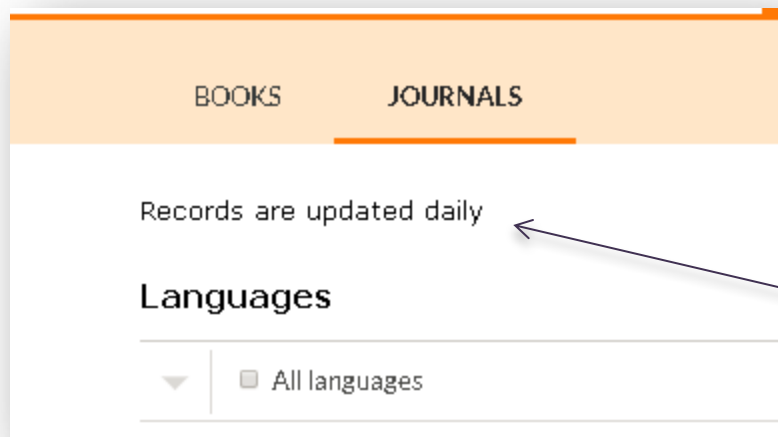 BOOKS JOURNALS
Records are updated daily
Languages
All languages